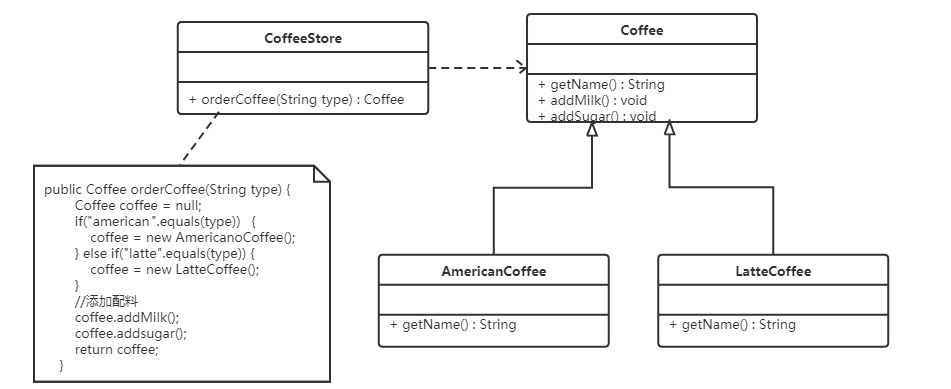 CoffeeStore
+ orderCoffee(String type) : Coffee
Coffee
+ getName() : String
+ addMilk() : void
+ addSugar() : void
public Coffee orderCoffee(String type) {
Coffee coffee = null;
if("american".equals(type)) {
coffee = new AmericanoCoffee();
} else if("latte".equals(type)) {
coffee = new LatteCoffee();
}
//添加配料
coffee.addMilk();
coffee.addsugar();
return coffee;
}
AmericanCoffee
+ getName() : String
LatteCoffee
+ getName() : String